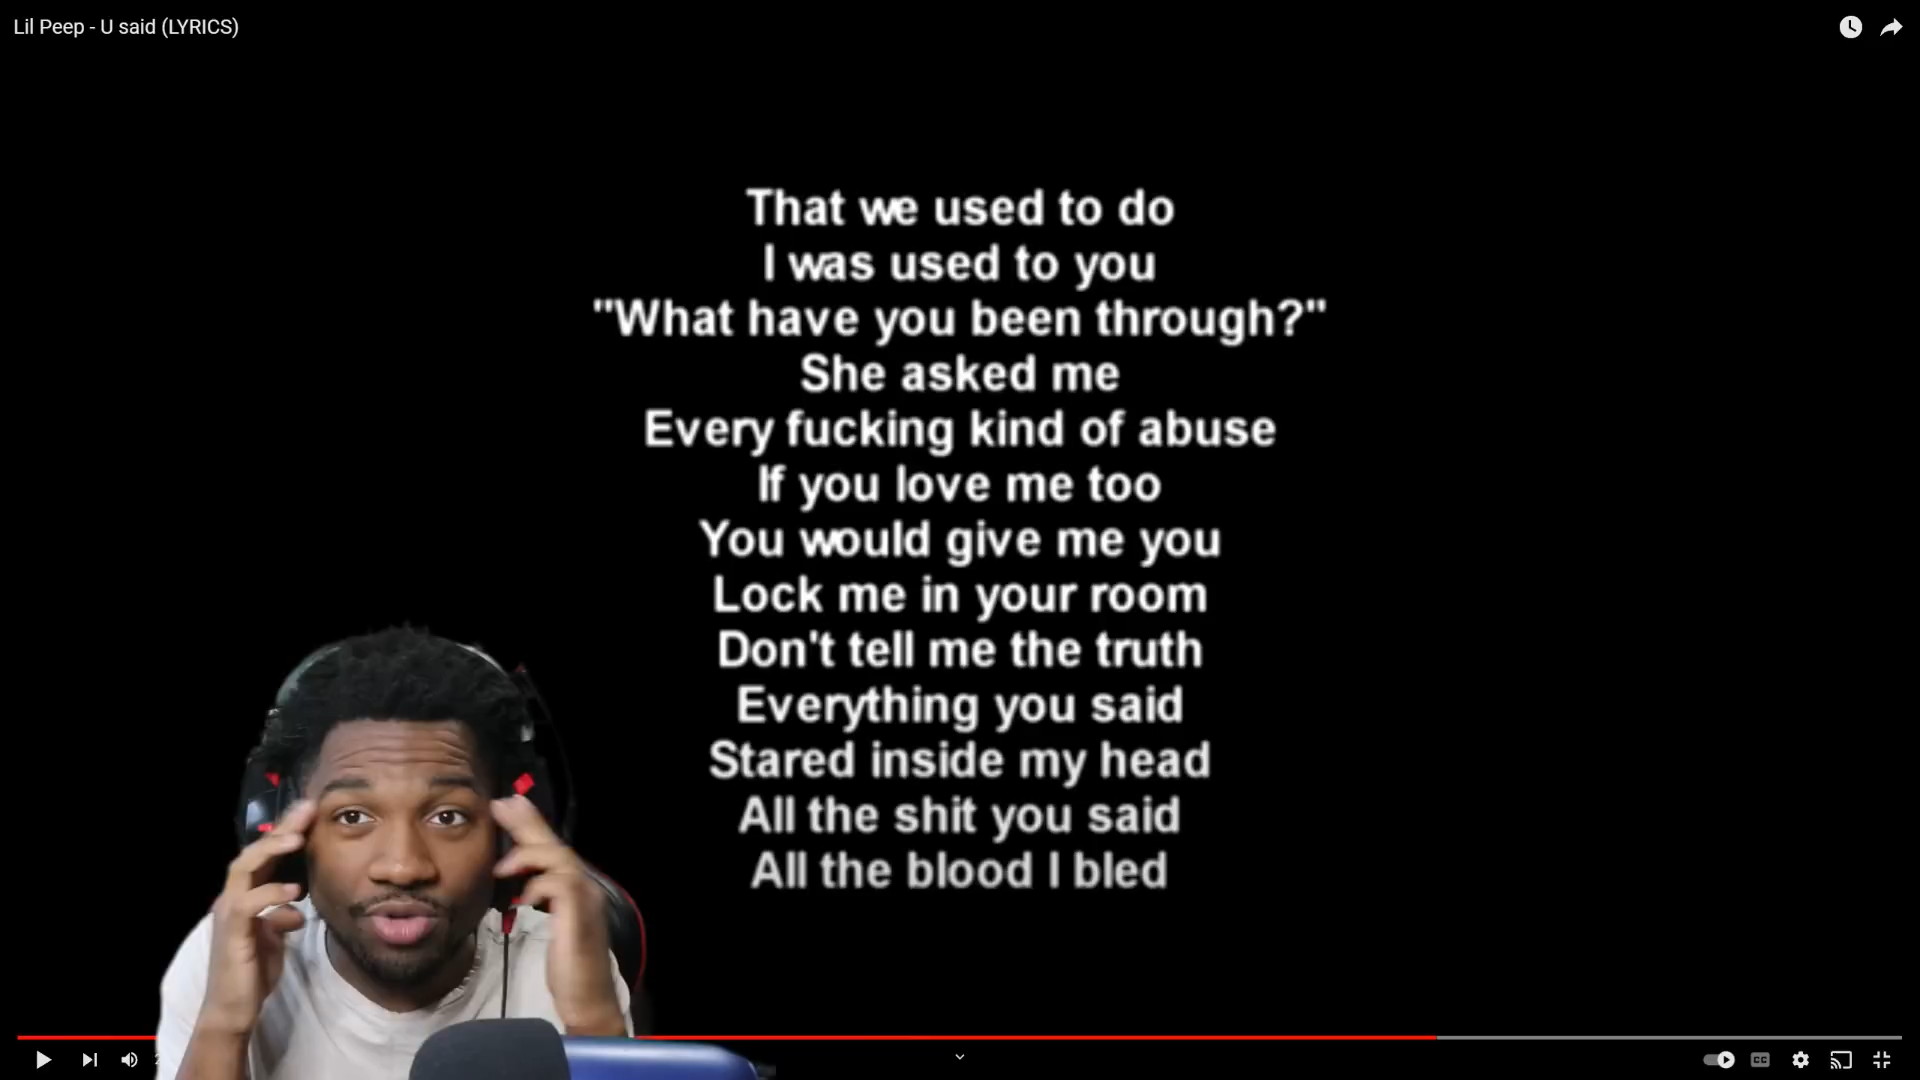 Lil Peep - U said (LYRICS)
That we used to do
I was used to you
"What have you been through?"
She asked me
Every fucking kind of abuse
If you love me too
You would give me you
Lock me in your room
Don't tell me the truth
Everything you said
Stared inside my head
All the shit you said
All the blood I bled
CC